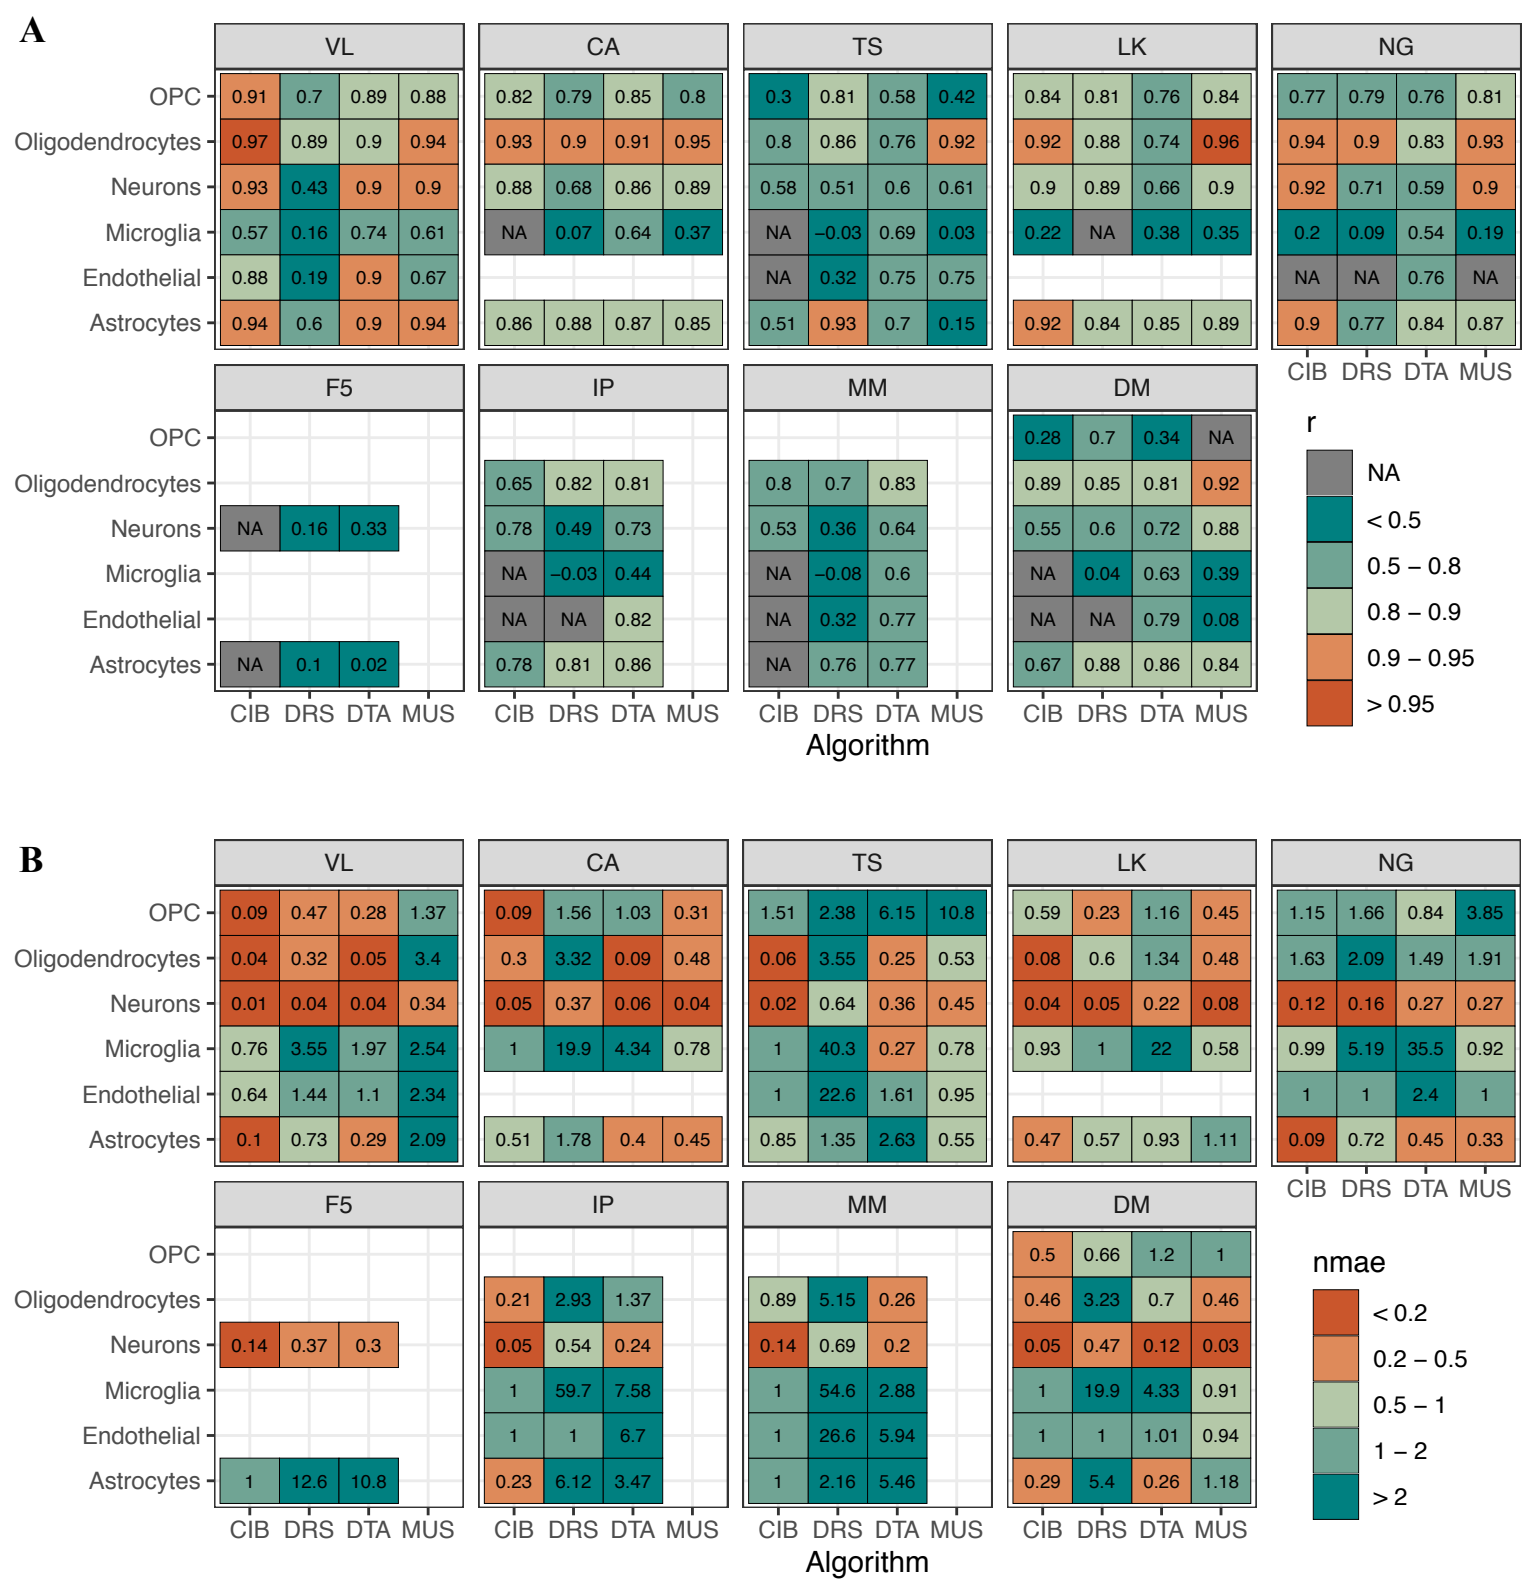 A
VL CA TS LK NG
OPC 0.91 0.7 0.89 0.88 0.82 0.79 0.85 0.8 0.3 0.81 0.58 0.42 0.84 0.81 0.76 0.84 0.77 0.79 0.76 0.81
Oligodendrocytes 0.97 0.89 0.9 0.94 0.93 0.9 0.91 0.95 0.8 0.86 0.76 0.92 0.92 0.88 0.74 0.96 0.94 0.9 0.83 0.93
Neurons 0.93 0.43 0.9 0.9 0.88 0.68 0.86 0.89 0.58 0.51 0.6 0.61 0.9 0.89 0.66 0.9 0.92 0.71 0.59 0.9
Microglia 0.57 0.16 0.74 0.61 NA 0.07 0.64 0.37 NA −0.03 0.69 0.03 0.22 NA 0.38 0.35 0.2 0.09 0.54 0.19
Endothelial 0.88 0.19 0.9 0.67 NA 0.32 0.75 0.75 NA NA 0.76 NA
Astrocytes 0.94 0.6 0.9 0.94 0.86 0.88 0.87 0.85 0.51 0.93 0.7 0.15 0.92 0.84 0.85 0.89 0.9 0.77 0.84 0.87
CIB DRS DTA MUS
F5 IP MM DM
OPC 0.28 0.7 0.34 NA
Oligodendrocytes 0.65 0.82 0.81 0.8 0.7 0.83 0.89 0.85 0.81 0.92
Neurons NA 0.16 0.33 0.78 0.49 0.73 0.53 0.36 0.64 0.55 0.6 0.72 0.88
Microglia NA −0.03 0.44 NA −0.08 0.6 NA 0.04 0.63 0.39
Endothelial NA NA 0.82 NA 0.32 0.77 NA NA 0.79 0.08
Astrocytes NA 0.1 0.02 0.78 0.81 0.86 NA 0.76 0.77 0.67 0.88 0.86 0.84
CIB DRS DTA MUS CIB DRS DTA MUS CIB DRS DTA MUS CIB DRS DTA MUS
Algorithm
r
NA
< 0.5
0.5 − 0.8
0.8 − 0.9
0.9 − 0.95
> 0.95
B
VL CA TS LK NG
OPC 0.09 0.47 0.28 1.37 0.09 1.56 1.03 0.31 1.51 2.38 6.15 10.8 0.59 0.23 1.16 0.45 1.15 1.66 0.84 3.85
Oligodendrocytes 0.04 0.32 0.05 3.4 0.3 3.32 0.09 0.48 0.06 3.55 0.25 0.53 0.08 0.6 1.34 0.48 1.63 2.09 1.49 1.91
Neurons 0.01 0.04 0.04 0.34 0.05 0.37 0.06 0.04 0.02 0.64 0.36 0.45 0.04 0.05 0.22 0.08 0.12 0.16 0.27 0.27
Microglia 0.76 3.55 1.97 2.54 1 19.9 4.34 0.78 1 40.3 0.27 0.78 0.93 1 22 0.58 0.99 5.19 35.5 0.92
Endothelial 0.64 1.44 1.1 2.34 1 22.6 1.61 0.95 1 1 2.4 1
Astrocytes 0.1 0.73 0.29 2.09 0.51 1.78 0.4 0.45 0.85 1.35 2.63 0.55 0.47 0.57 0.93 1.11 0.09 0.72 0.45 0.33
CIB DRS DTA MUS
F5 IP MM DM
OPC 0.5 0.66 1.2 1
Oligodendrocytes 0.21 2.93 1.37 0.89 5.15 0.26 0.46 3.23 0.7 0.46
Neurons 0.14 0.37 0.3 0.05 0.54 0.24 0.14 0.69 0.2 0.05 0.47 0.12 0.03
Microglia 1 59.7 7.58 1 54.6 2.88 1 19.9 4.33 0.91
Endothelial 1 1 6.7 1 26.6 5.94 1 1 1.01 0.94
Astrocytes 1 12.6 10.8 0.23 6.12 3.47 1 2.16 5.46 0.29 5.4 0.26 1.18
CIB DRS DTA MUS CIB DRS DTA MUS CIB DRS DTA MUS CIB DRS DTA MUS
Algorithm
nmae
< 0.2
0.2 − 0.5
0.5 − 1
1 − 2
> 2